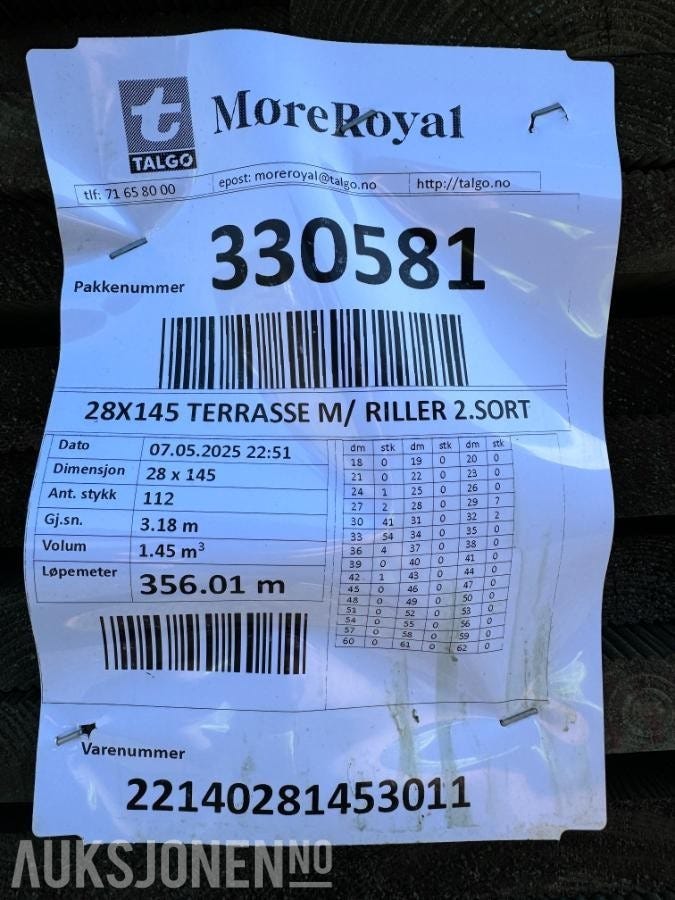 t
TALGO
MøreRoyal
tlf: 71 65 80 00 epost: moreroyal@talgo.no http://talgo.no
Pakkenummer 330581
28X145 TERRASSE M/ RILLER 2.SORT
Dato 07.05.2025 22:51
Dimensjon 28 x 145
Ant. stykk 112
Gj.sn. 3.18 m
Volum 1.45 m³
Løpemeter 356.01 m
dm stk dm stk dm stk
18 0 19 0 20 0
21 0 22 0 23 0
24 1 25 0 26 0
27 2 28 0 29 7
30 41 31 0 32 2
33 54 34 0 35 0
36 4 37 0 38 0
39 0 40 0 41 0
42 1 43 0 44 0
45 0 46 0 47 0
48 0 49 0 50 0
51 0 52 0 53 0
54 0 55 0 56 0
57 0 58 0 59 0
60 0 61 0 62 0
Varenummer
22140281453011
AUKSJONEN.NO